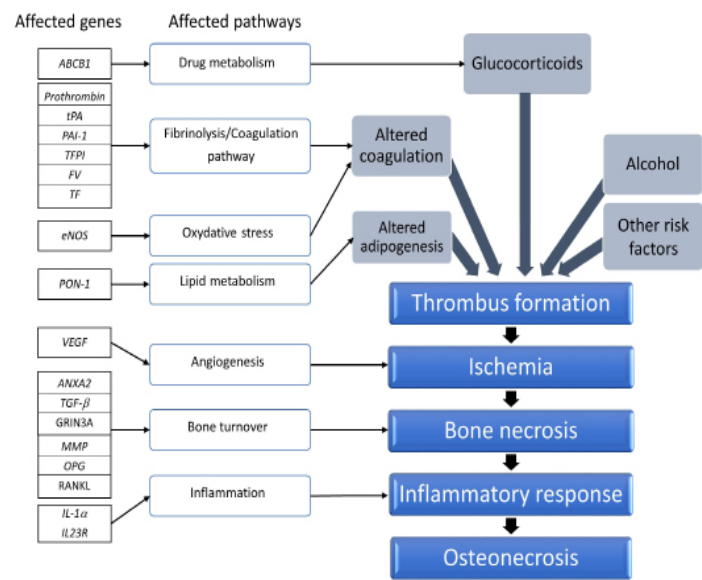 Affected genes
Affected pathways
ABCB1
Drug metabolism
Glucocorticoids
Prothrombin
tPA
PAI-1
TFPI
FV
TF
Fibrinolysis/Coagulation
pathway
Altered
coagulation
Alcohol
eNOS
Oxydative stress
Altered
adipogenesis
Other risk
factors
PON-1
Lipid metabolism
Thrombus formation
VEGF
Angiogenesis
Ischemia
ANXA2
TGF-β
GRIN3A
MMP
OPG
RANKL
Bone turnover
Bone necrosis
Inflammation
Inflammatory response
IL-1α
IL23R
Osteonecrosis